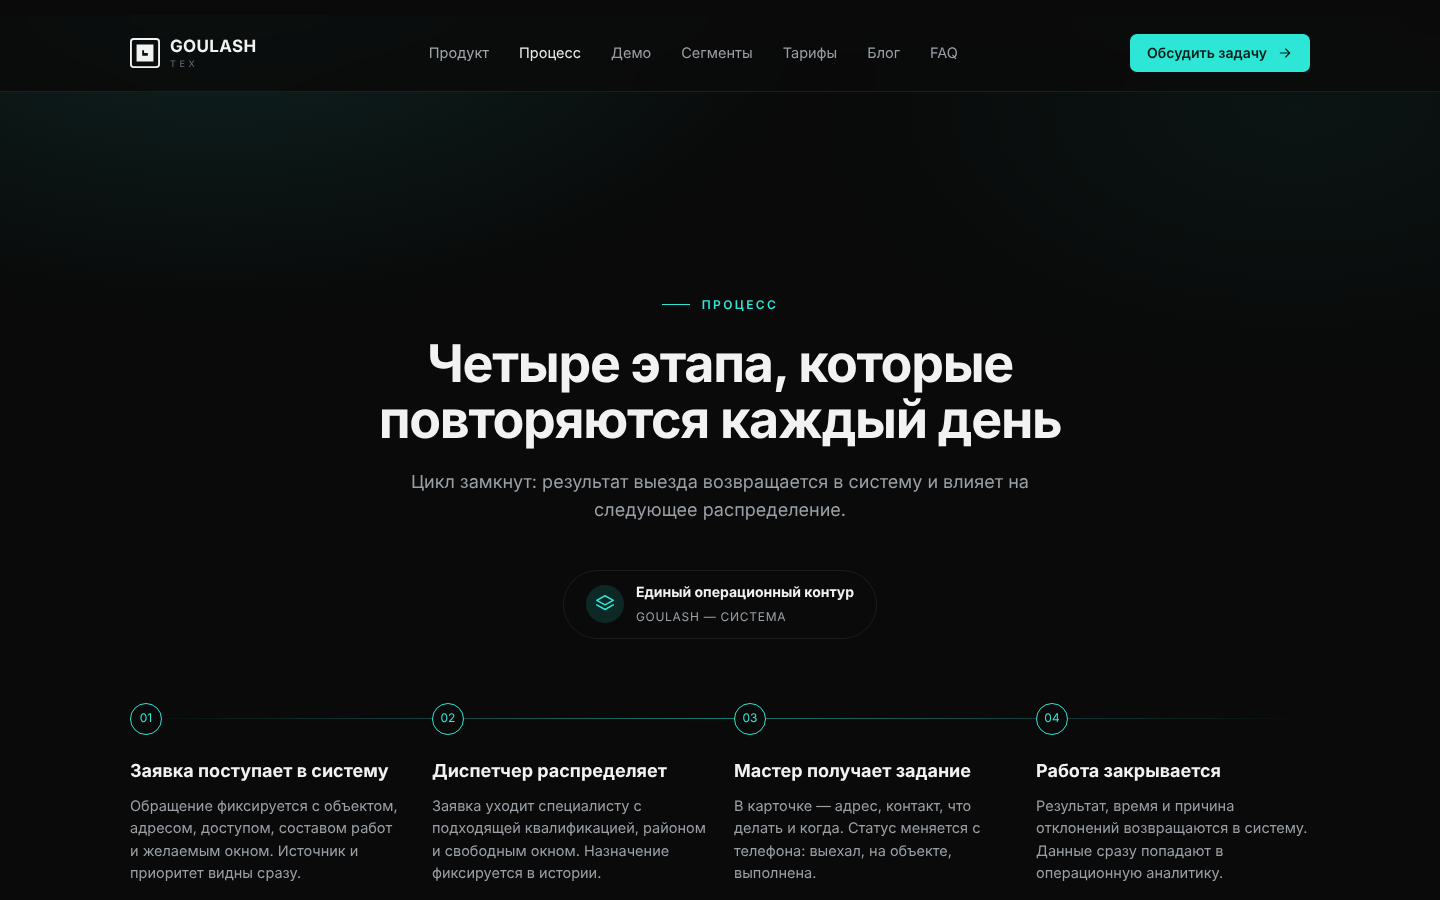 GOULASH
TEX
Продукт Процесс Демо Сегменты Тарифы Блог FAQ
Обсудить задачу →
ПРОЦЕСС
Четыре этапа, которые
повторяются каждый день
Цикл замкнут: результат выезда возвращается в систему и влияет на
следующее распределение.
Единый операционный контур
GOULASH — СИСТЕМА
01
Заявка поступает в систему
Обращение фиксируется с объектом,
адресом, доступом, составом работ
и желаемым окном. Источник и
приоритет видны сразу.
02
Диспетчер распределяет
Заявка уходит специалисту с
подходящей квалификацией, районом
и свободным окном. Назначение
фиксируется в истории.
03
Мастер получает задание
В карточке — адрес, контакт, что
делать и когда. Статус меняется с
телефона: выехал, на объекте,
выполнена.
04
Работа закрывается
Результат, время и причина
отклонений возвращаются в систему.
Данные сразу попадают в
операционную аналитику.